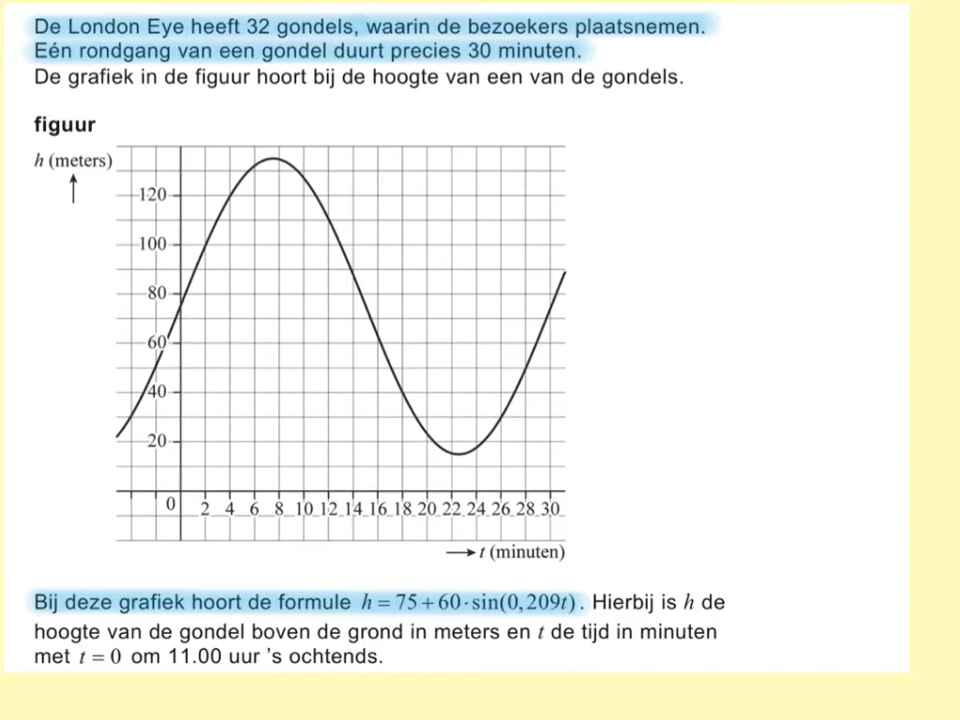 De London Eye heeft 32 gondels, waarin de bezoekers plaatsnemen.
Eén rondgang van een gondel duurt precies 30 minuten.
De grafiek in de figuur hoort bij de hoogte van een van de gondels.
figuur
h (meters)
120
100
80
60
40
20
0 2 4 6 8 10 12 14 16 18 20 22 24 26 28 30
t (minuten)
Bij deze grafiek hoort de formule h = 75 + 60 · sin(0,209t). Hierbij is h de
hoogte van de gondel boven de grond in meters en t de tijd in minuten
met t = 0 om 11.00 uur ’s ochtends.